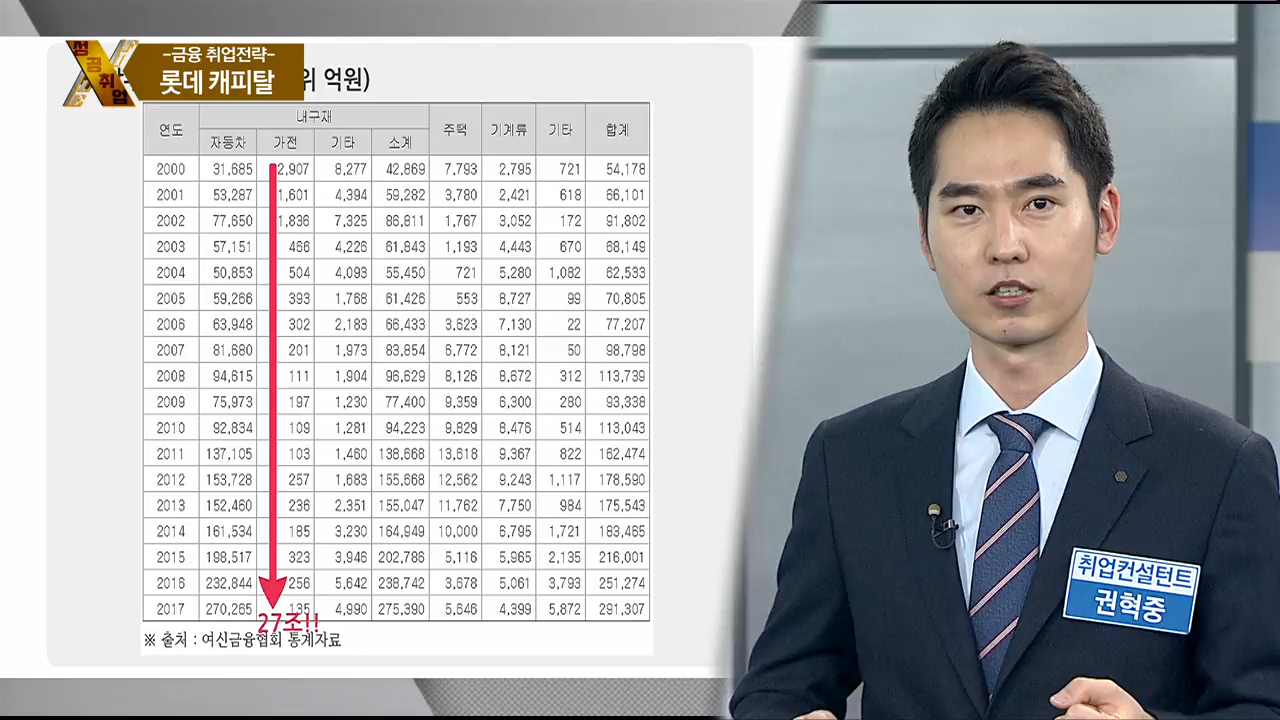 성공취업
-금융 취업전략-
롯데 캐피탈
위 억원)
연도 내구재 주택 기계류 기타 합계
자동차 가전 기타 소계
2000 31,685 2,907 8,277 42,869 7,793 2,795 721 54,178
2001 53,287 1,601 4,394 59,282 3,780 2,421 618 66,101
2002 77,650 1,836 7,325 86,811 1,767 3,052 172 91,802
2003 57,151 466 4,226 61,843 1,193 4,443 670 68,149
2004 50,853 504 4,093 55,450 721 5,280 1,082 62,533
2005 59,266 393 1,768 61,426 553 8,727 99 70,805
2006 63,948 302 2,183 66,433 3,623 7,130 22 77,207
2007 81,680 201 1,973 83,854 6,772 8,121 50 98,798
2008 94,615 111 1,904 96,629 8,126 8,672 312 113,739
2009 75,973 197 1,230 77,400 9,359 6,300 280 93,338
2010 92,834 109 1,281 94,223 9,829 8,476 514 113,043
2011 137,105 103 1,460 138,668 13,618 9,367 822 162,474
2012 153,728 257 1,683 155,668 12,562 9,243 1,117 178,590
2013 152,460 236 2,351 155,047 11,762 7,750 984 175,543
2014 161,534 185 3,230 164,949 10,000 6,795 1,721 183,465
2015 198,517 323 3,946 202,786 5,116 5,965 2,135 216,001
2016 232,844 256 5,642 238,742 3,678 5,061 3,793 251,274
2017 270,265 135 4,990 275,390 5,646 4,399 5,872 291,307
27조!!
※ 출처 : 여신금융협회 통계자료
취업컨설턴트
권혁중